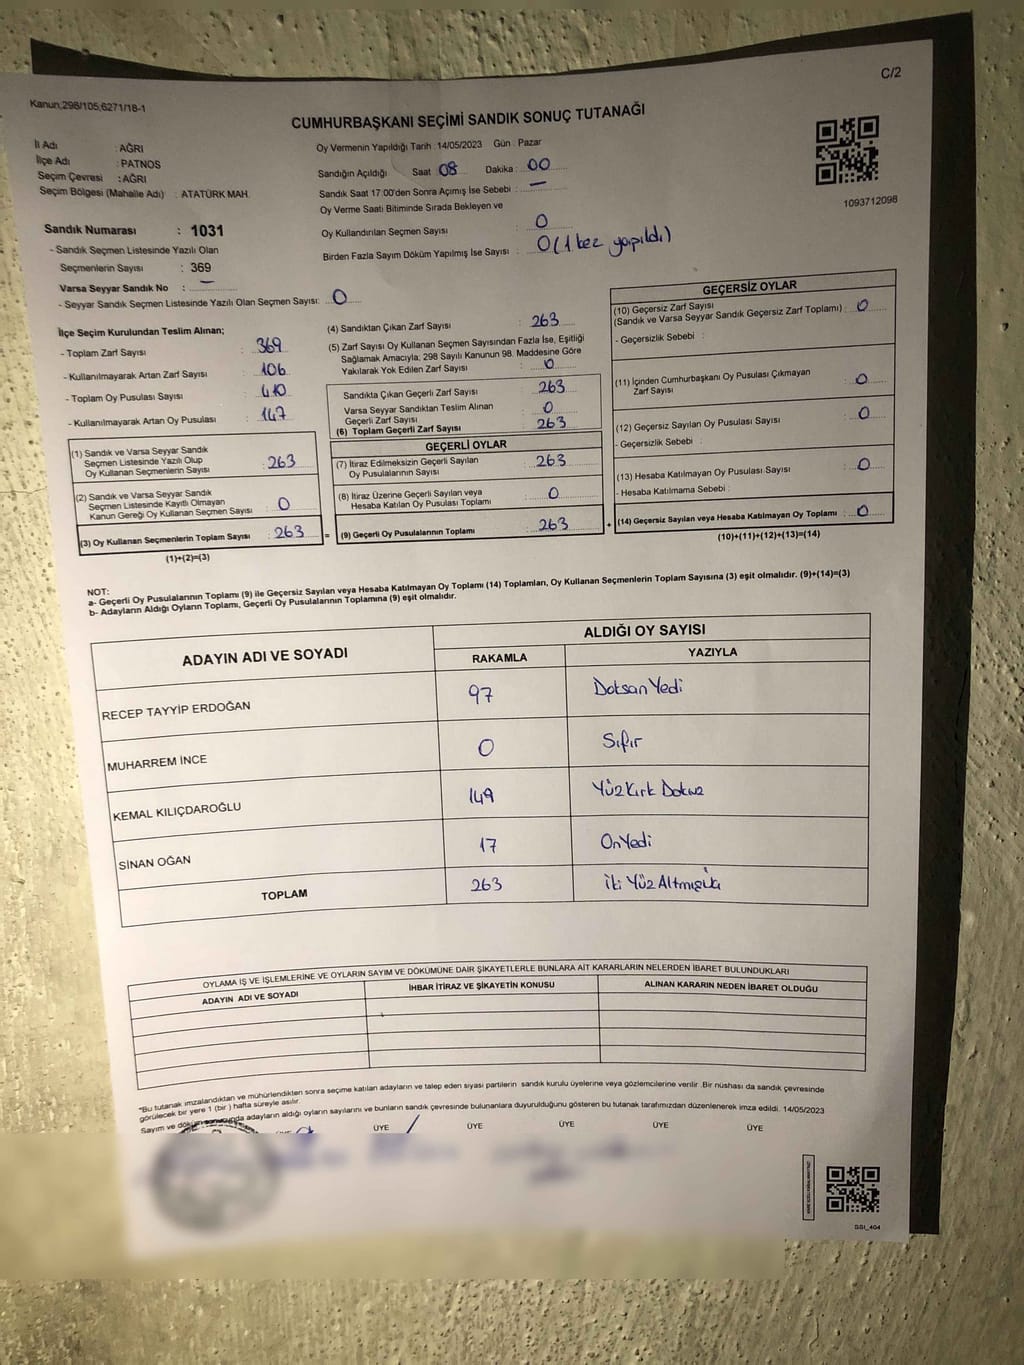 C/2
Kanun;298/105;6271/18-1
CUMHURBAŞKANI SEÇİMİ SANDIK SONUÇ TUTANAĞI
İl Adı : AĞRI
İlçe Adı : PATNOS
Seçim Çevresi : AĞRI
Seçim Bölgesi (Mahalle Adı) : ATATÜRK MAH.
Oy Vermenin Yapıldığı Tarih : 14/05/2023 Gün : Pazar
Sandığın Açıldığı Saat 08 Dakika : 00
Sandık Saat 17.00'den Sonra Açımış İse Sebebi : —
Oy Verme Saati Bitiminde Sırada Bekleyen ve
Oy Kullandırılan Seçmen Sayısı : 0
Birden Fazla Sayım Döküm Yapılmış İse Sayısı : 0 (1 kez yapıldı)
1093712098
Sandık Numarası : 1031
- Sandık Seçmen Listesinde Yazılı Olan
Seçmenlerin Sayısı : 369
Varsa Seyyar Sandık No : —
- Seyyar Sandık Seçmen Listesinde Yazılı Olan Seçmen Sayısı: 0
İlçe Seçim Kurulundan Teslim Alınan;
- Toplam Zarf Sayısı : 369
- Kullanılmayarak Artan Zarf Sayısı : 106
- Toplam Oy Pusulası Sayısı : 410
- Kullanılmayarak Artan Oy Pusulası : 147
(1) Sandık ve Varsa Seyyar Sandık
Seçmen Listesinde Yazılı Olup
Oy Kullanan Seçmenlerin Sayısı : 263
(2) Sandık ve Varsa Seyyar Sandık
Seçmen Listesinde Kayıtlı Olmayan
Kanun Gereği Oy Kullanan Seçmen Sayısı : 0
(3) Oy Kullanan Seçmenlerin Toplam Sayısı : 263
(1)+(2)=(3)
(4) Sandıktan Çıkan Zarf Sayısı : 263
(5) Zarf Sayısı Oy Kullanan Seçmen Sayısından Fazla İse, Eşitliği
Sağlamak Amacıyla; 298 Sayılı Kanunun 98. Maddesine Göre
Yakılarak Yok Edilen Zarf Sayısı : 0
Sandıkta Çıkan Geçerli Zarf Sayısı : 263
Varsa Seyyar Sandıktan Teslim Alınan
Geçerli Zarf Sayısı : 0
(6) Toplam Geçerli Zarf Sayısı : 263
GEÇERLİ OYLAR
(7) İtiraz Edilmeksizin Geçerli Sayılan
Oy Pusulalarının Sayısı : 263
(8) İtiraz Üzerine Geçerli Sayılan veya
Hesaba Katılan Oy Pusulası Toplamı : 0
= (9) Geçerli Oy Pusulalarının Toplamı : 263
GEÇERSİZ OYLAR
(10) Geçersiz Zarf Sayısı
(Sandık ve Varsa Seyyar Sandık Geçersiz Zarf Toplamı) : 0
- Geçersizlik Sebebi :
(11) İçinden Cumhurbaşkanı Oy Pusulası Çıkmayan
Zarf Sayısı : 0
(12) Geçersiz Sayılan Oy Pusulası Sayısı : 0
- Geçersizlik Sebebi :
(13) Hesaba Katılmayan Oy Pusulası Sayısı : 0
- Hesaba Katılmama Sebebi :
+ (14) Geçersiz Sayılan veya Hesaba Katılmayan Oy Toplamı : 0
(10)+(11)+(12)+(13)=(14)
NOT:
a- Geçerli Oy Pusulalarının Toplamı (9) ile Geçersiz Sayılan veya Hesaba Katılmayan Oy Toplamı (14) Toplamları, Oy Kullanan Seçmenlerin Toplam Sayısına (3) eşit olmalıdır. (9)+(14)=(3)
b- Adayların Aldığı Oyların Toplamı, Geçerli Oy Pusulalarının Toplamına (9) eşit olmalıdır.
ADAYIN ADI VE SOYADI ALDIĞI OY SAYISI
RAKAMLA YAZIYLA
RECEP TAYYİP ERDOĞAN 97 Doksan Yedi
MUHARREM İNCE 0 Sıfır
KEMAL KILIÇDAROĞLU 149 Yüz Kırk Dokuz
SİNAN OĞAN 17 On Yedi
TOPLAM 263 İki Yüz
OYLAMA İŞ VE İŞLEMLERİNE VE OYLARIN SAYIM VE DÖKÜMÜNE DAİR ŞİKAYETLERLE BUNLARA AİT KARARLARIN NELERDEN İBARET BULUNDUKLARI
ADAYIN ADI VE SOYADI İHBAR İTİRAZ VE ŞİKAYETİN KONUSU ALINAN KARARIN NEDEN İBARET OLDUĞU
*Bu tutanak imzalandıktan ve mühürlendikten sonra seçime katılan adayların ve talep eden siyasi partilerin sandık kurulu üyelerine veya gözlemcilerine verilir .Bir nüshası da sandık çevresinde
görülecek bir yere 1 (bir ) hafta süreyle asılır.
Sayım ve döküm sonucunda adayların aldığı oyların sayılarını ve bunların sandık çevresinde bulunanlara duyurulduğunu gösteren bu tutanak tarafımızdan düzenlenerek imza edildi. 14/05/2023
ÜYE ÜYE ÜYE ÜYE ÜYE
SSI_404